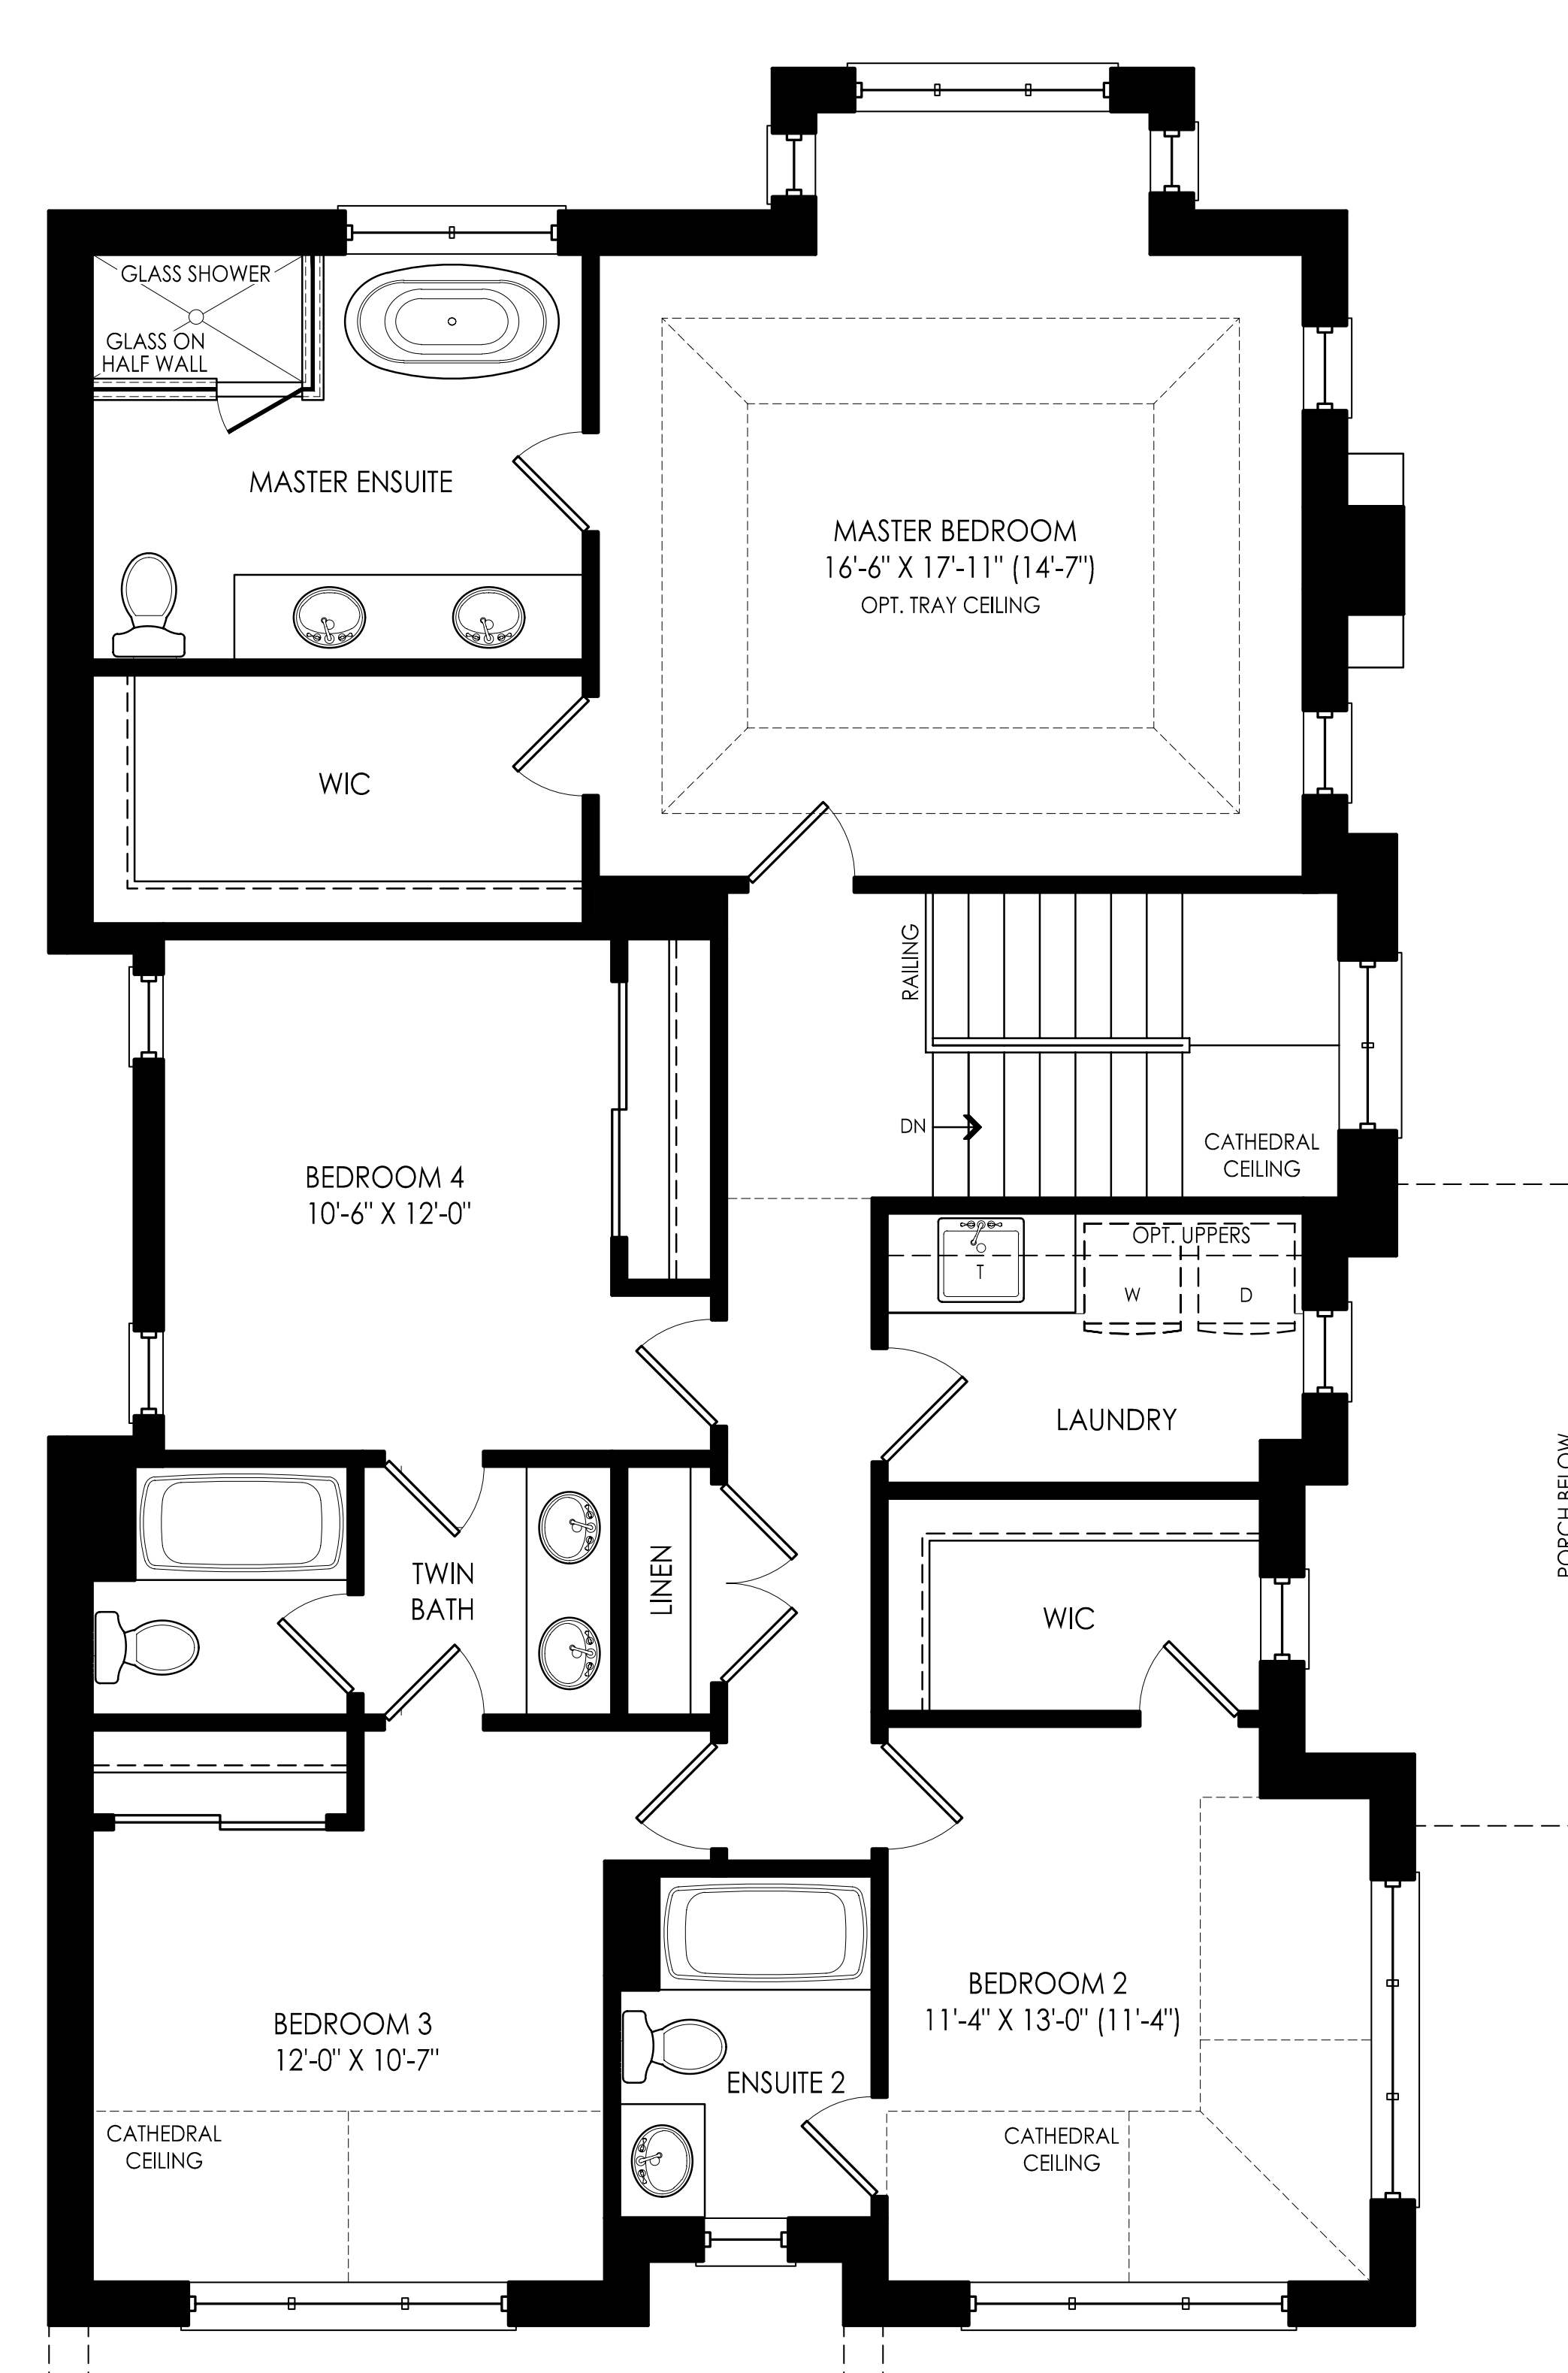 GLASS SHOWER
GLASS ON
HALF WALL
MASTER ENSUITE
MASTER BEDROOM
16'-6" X 17'-11" (14'-7")
OPT. TRAY CEILING
WIC
RAILING
DN
CATHEDRAL
CEILING
BEDROOM 4
10'-6" X 12'-0"
OPT. UPPERS
T
W
D
LAUNDRY
PORCH BELOW
TWIN
BATH
LINEN
WIC
BEDROOM 2
11'-4" X 13'-0" (11'-4")
BEDROOM 3
12'-0" X 10'-7"
ENSUITE 2
CATHEDRAL
CEILING
CATHEDRAL
CEILING